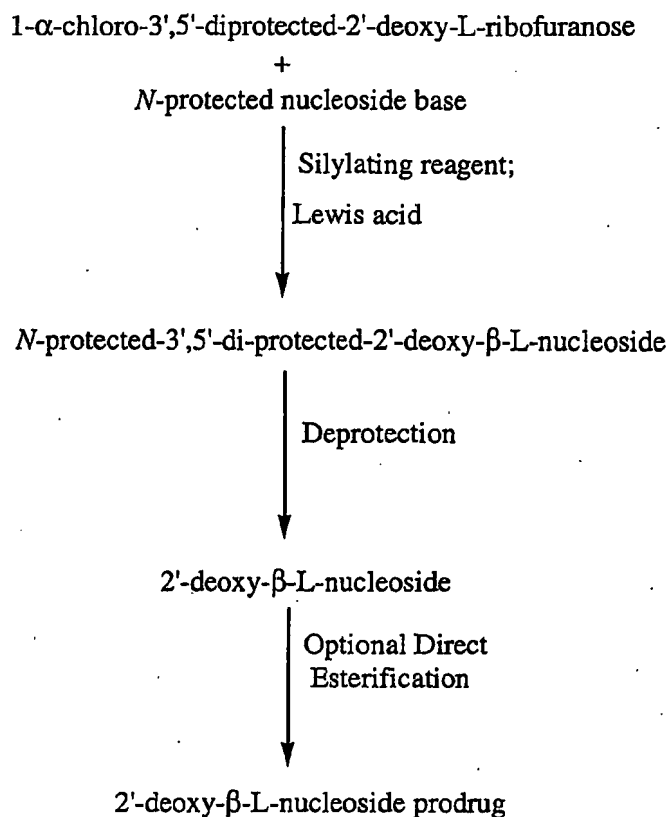 1-α-chloro-3',5'-diprotected-2'-deoxy-L-ribofuranose
+
N-protected nucleoside base
Silylating reagent;
Lewis acid
N-protected-3',5'-di-protected-2'-deoxy-β-L-nucleoside
Deprotection
2'-deoxy-β-L-nucleoside
Optional Direct
Esterification
2'-deoxy-β-L-nucleoside prodrug